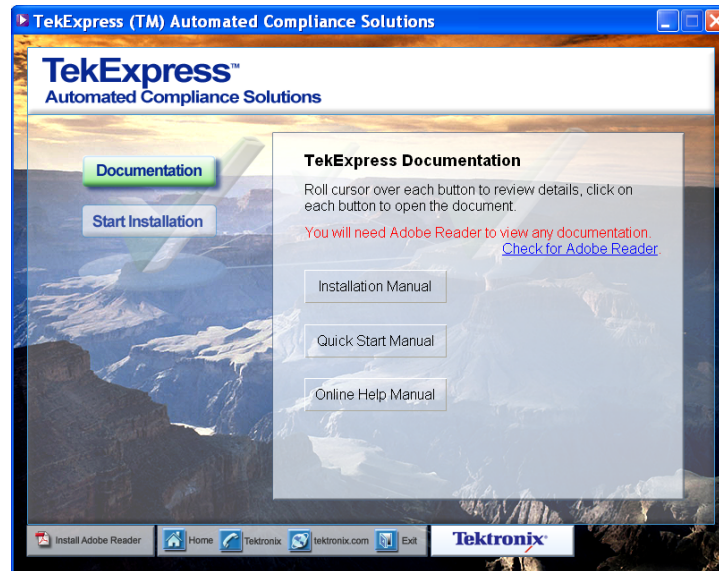 TekExpress (TM) Automated Compliance Solutions
TekExpress™
Automated Compliance Solutions
Documentation
Start Installation
TekExpress Documentation
Roll cursor over each button to review details, click on
each button to open the document.
You will need Adobe Reader to view any documentation.
Check for Adobe Reader.
Installation Manual
Quick Start Manual
Online Help Manual
Install Adobe Reader
Home
Tektronix
tektronix.com
Exit
Tektronix